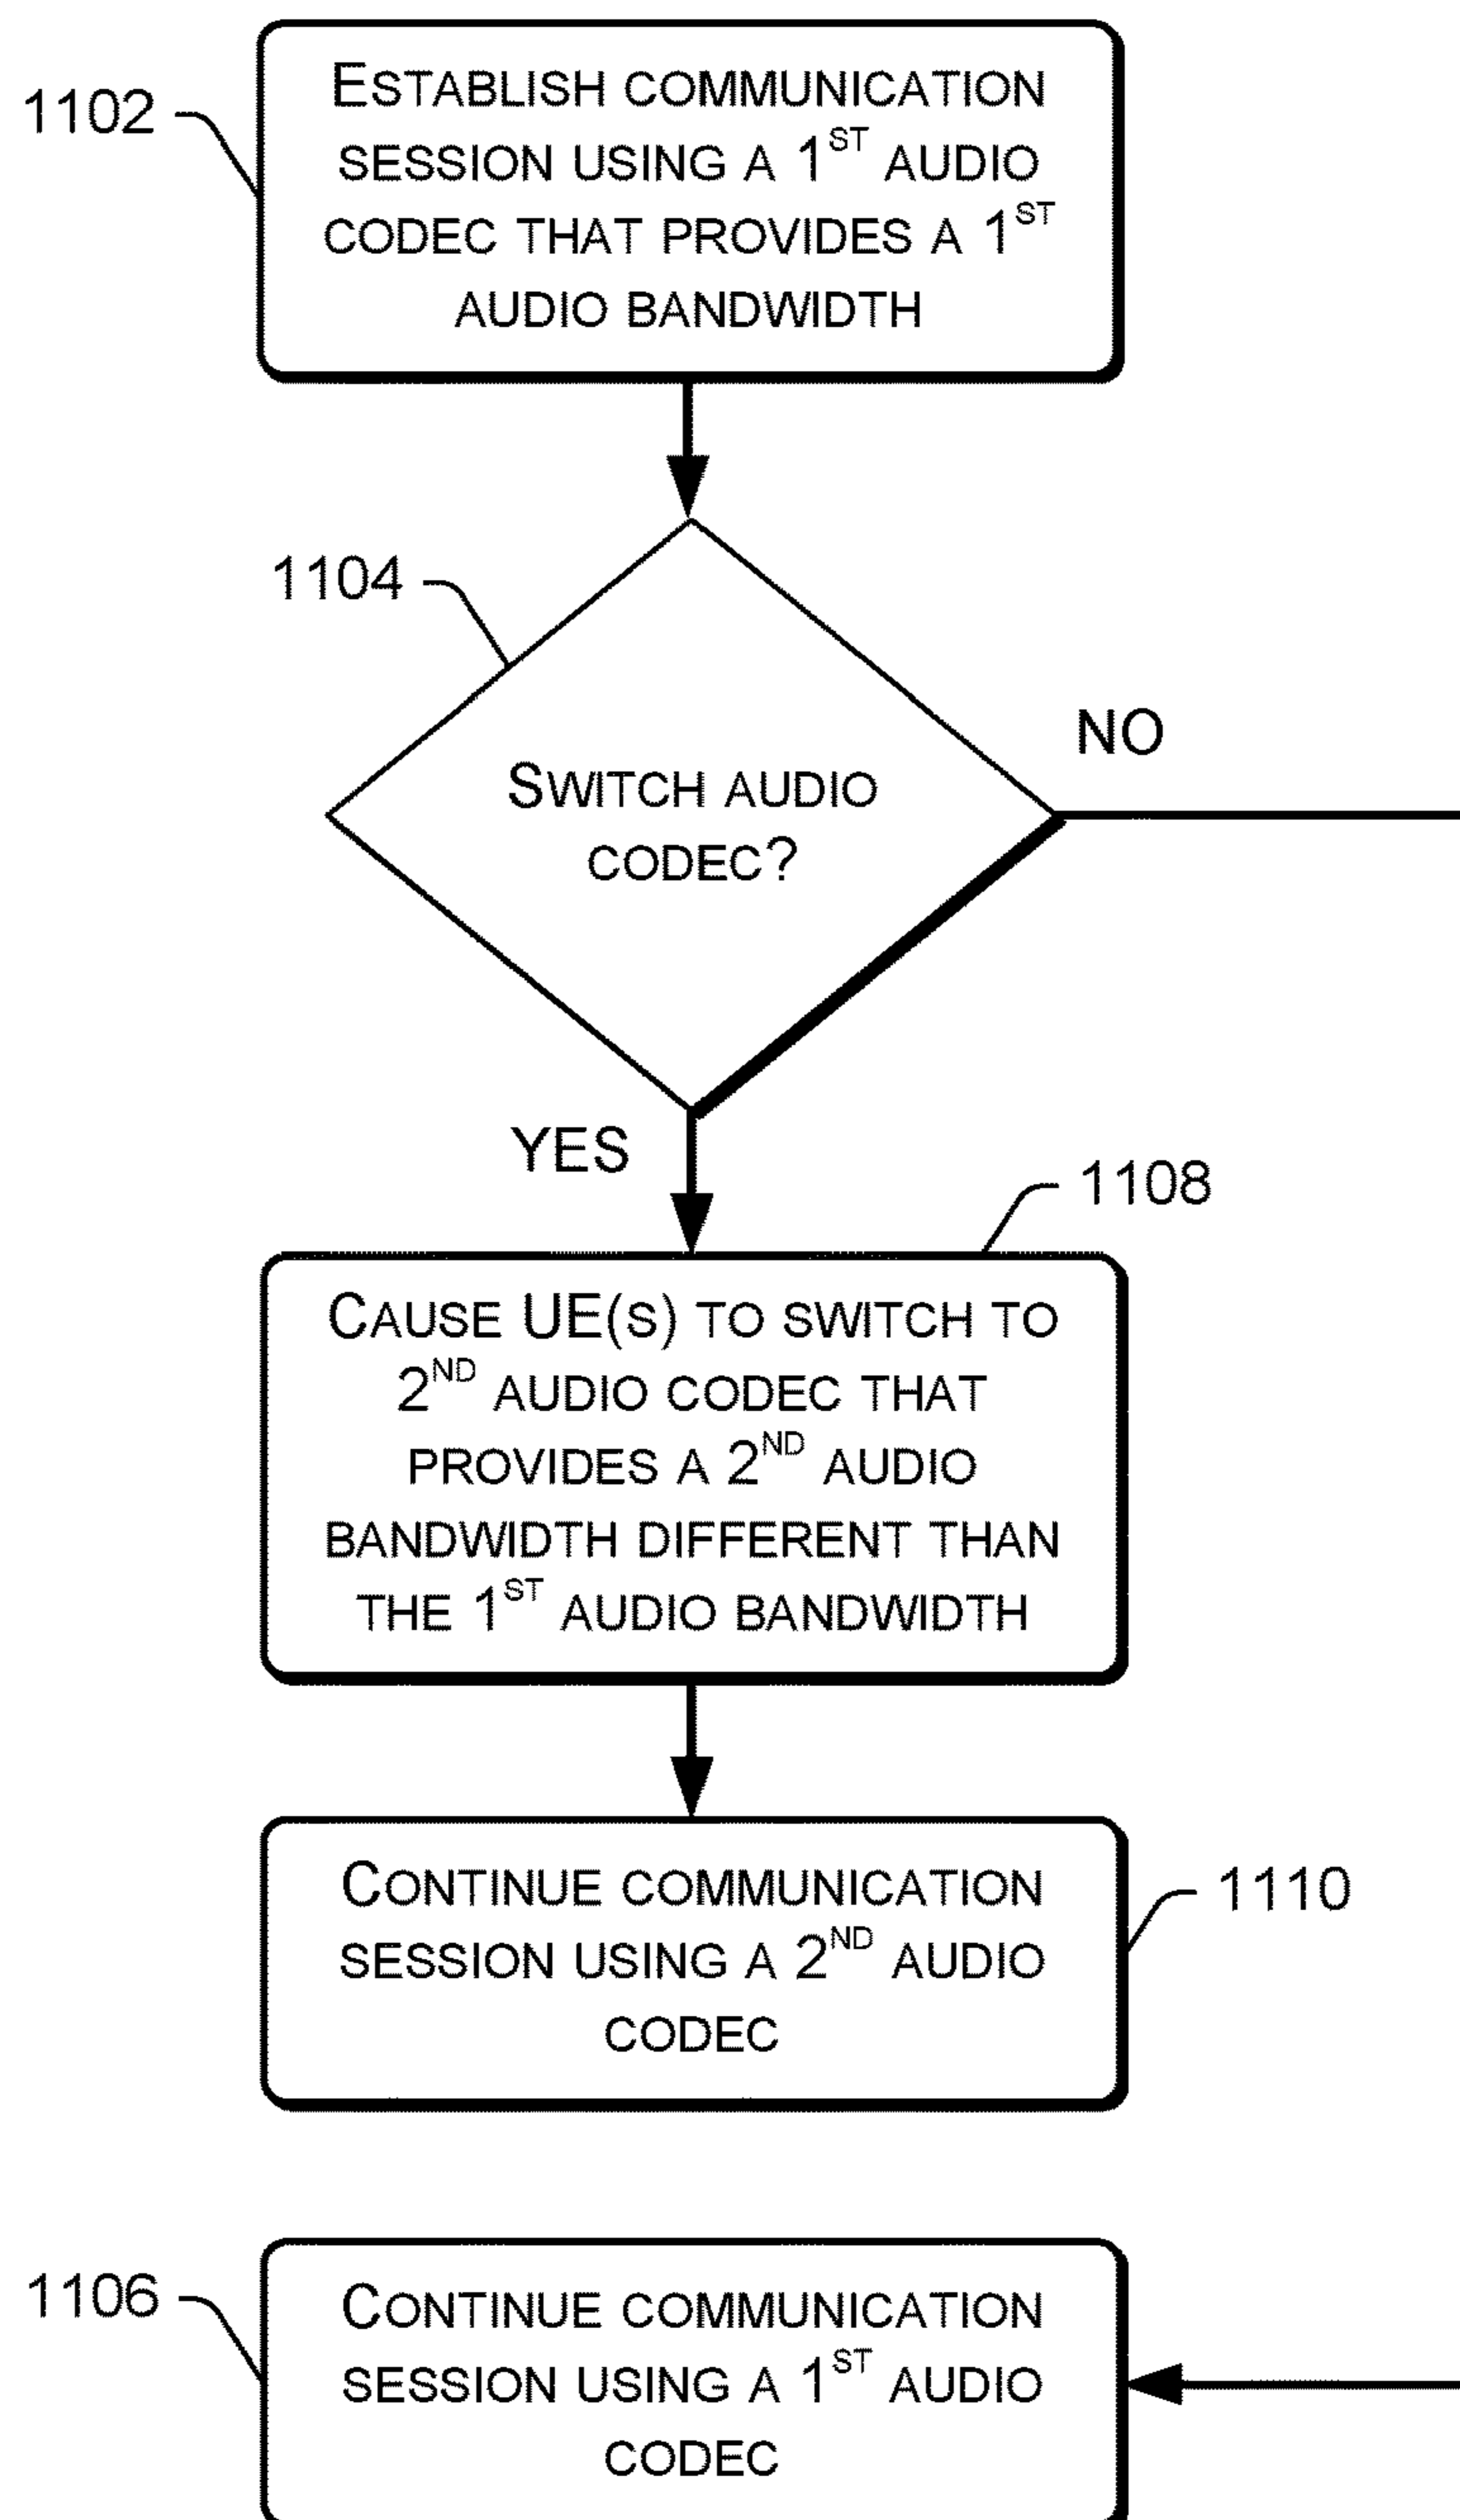 1102
ESTABLISH COMMUNICATION
SESSION USING A 1ST AUDIO
CODEC THAT PROVIDES A 1ST
AUDIO BANDWIDTH
1104
SWITCH AUDIO
CODEC?
NO
YES
1108
CAUSE UE(S) TO SWITCH TO
2ND AUDIO CODEC THAT
PROVIDES A 2ND AUDIO
BANDWIDTH DIFFERENT THAN
THE 1ST AUDIO BANDWIDTH
CONTINUE COMMUNICATION
SESSION USING A 2ND AUDIO
CODEC
1110
1106
CONTINUE COMMUNICATION
SESSION USING A 1ST AUDIO
CODEC